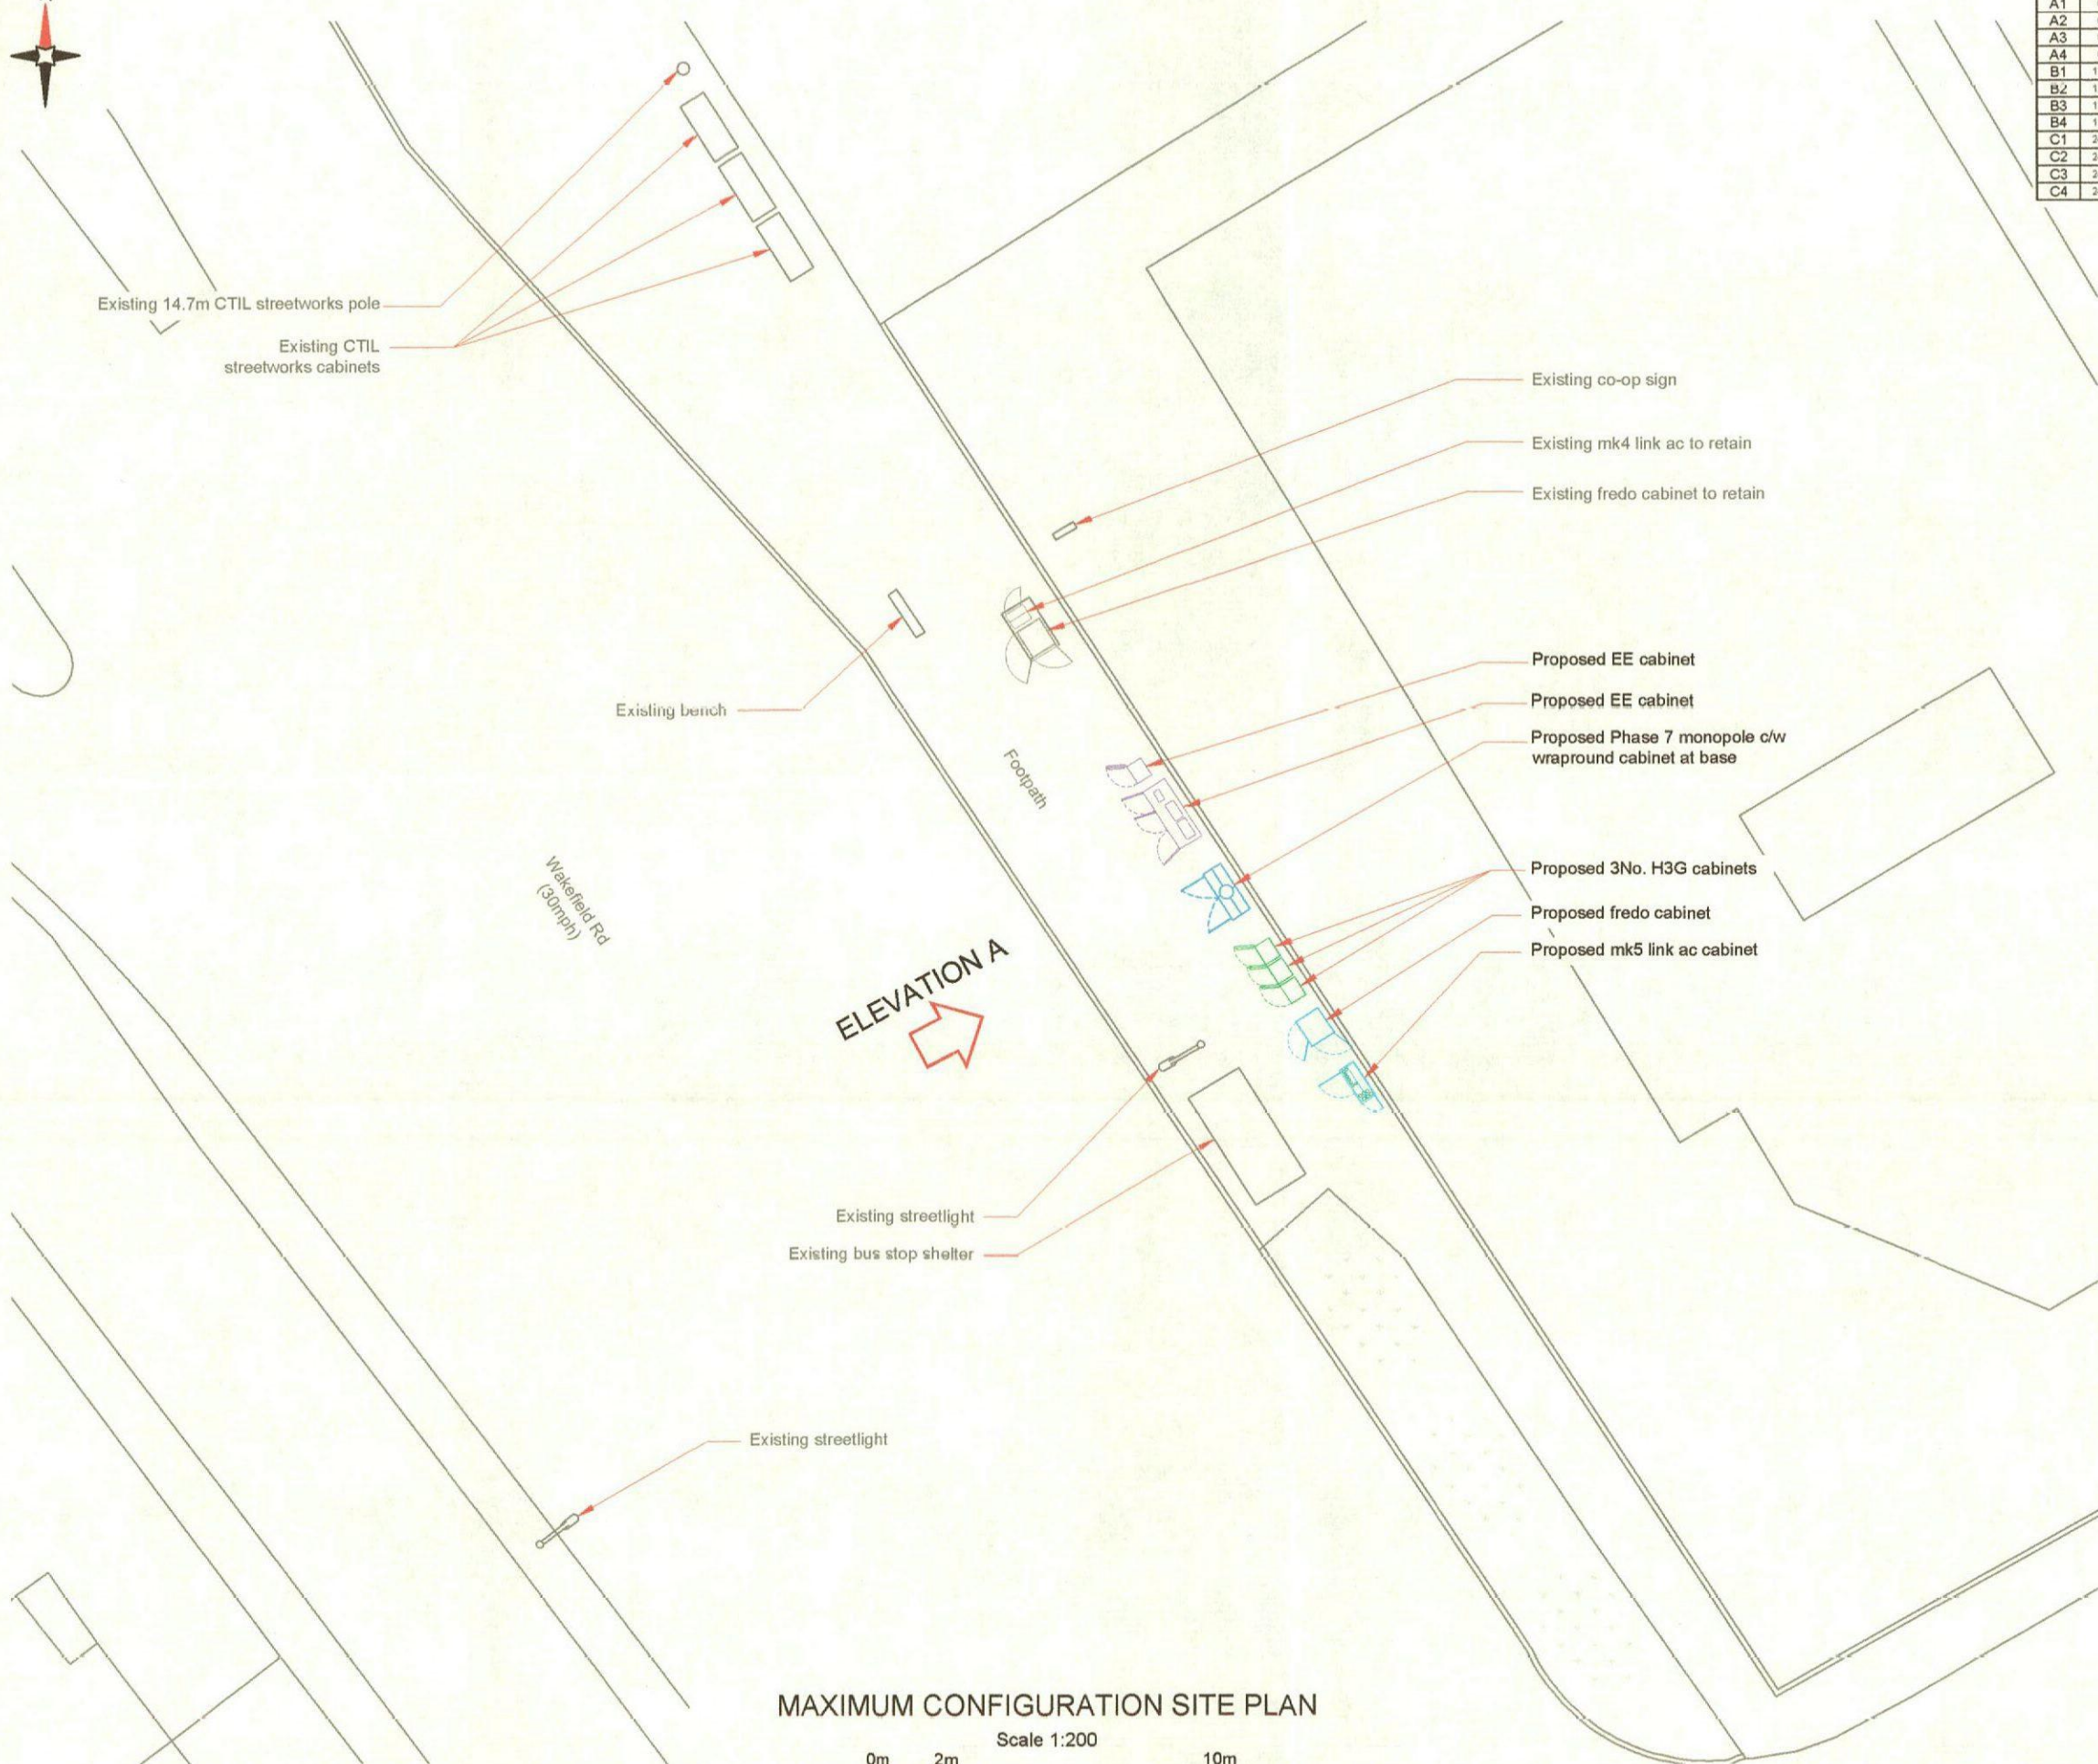 A1
A2
A3
A4
B1
B2
B3
B4
C1
C2
C3
C4
Existing 14.7m CTIL streetworks pole
Existing CTIL
streetworks cabinets
Existing co-op sign
Existing mk4 link ac to retain
Existing fredo cabinet to retain
Existing bench
Footpath
Proposed EE cabinet
Proposed EE cabinet
Proposed Phase 7 monopole c/w
wrapround cabinet at base
Wakefield Rd
(30mph)
Proposed 3No. H3G cabinets
Proposed fredo cabinet
Proposed mk5 link ac cabinet
ELEVATION A
Existing streetlight
Existing bus stop shelter
Existing streetlight
MAXIMUM CONFIGURATION SITE PLAN
Scale 1:200
0m 2m 10m